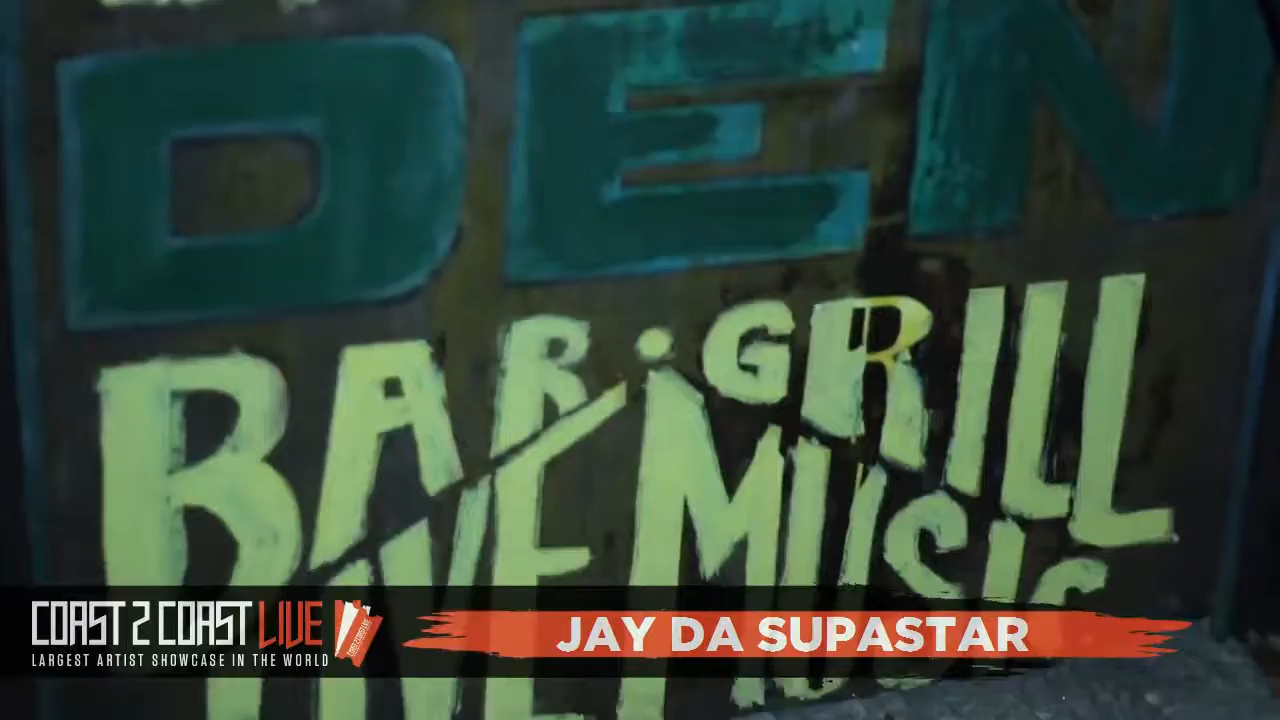 DEN
BAR & GRILL
LIVE MUSIC
COAST 2 COAST LIVE
LARGEST ARTIST SHOWCASE IN THE WORLD
JAY DA SUPASTAR